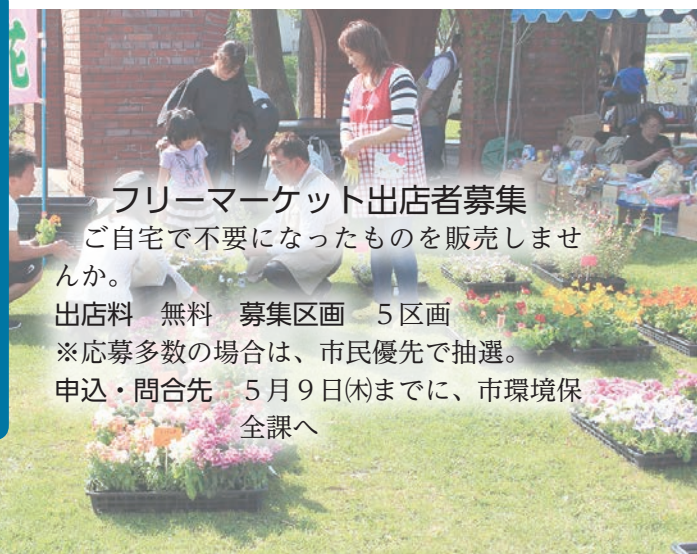 花
フリーマーケット出店者募集
ご自宅で不要になったものを販売しませ
んか。
出店料　無料　募集区画　５区画
※応募多数の場合は、市民優先で抽選。
申込・問合先　５月９日㈭までに、市環境保
全課へ